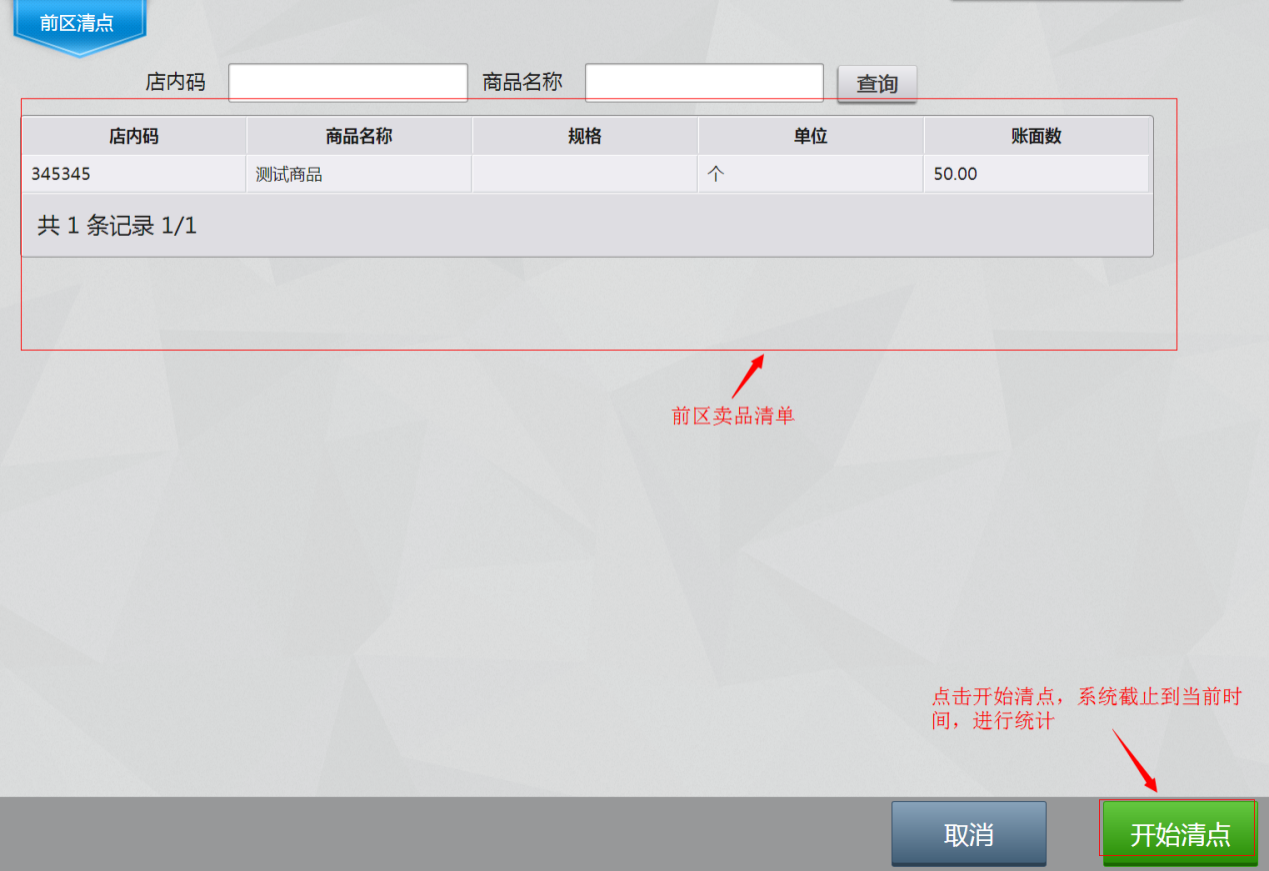 前区清点
店内码 商品名称 查询
店内码 商品名称 规格 单位 账面数
345345 测试商品 个 50.00
共 1 条记录 1/1
前区卖品清单
点击开始清点，系统截止到当前时
间，进行统计
取消 开始清点